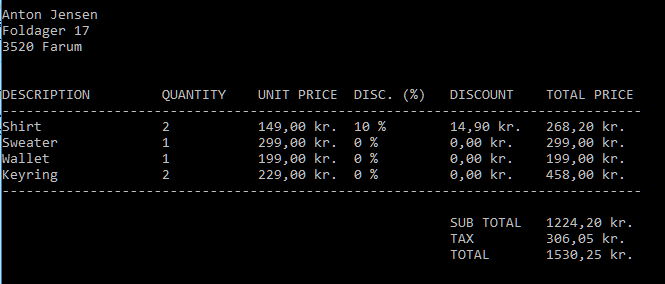 Anton Jensen
Foldager 17
3520 Farum
DESCRIPTION QUANTITY UNIT PRICE DISC. (%) DISCOUNT TOTAL PRICE
--------------------------------------------------------------------------------
Shirt 2 149,00 kr. 10 % 14,90 kr. 268,20 kr.
Sweater 1 299,00 kr. 0 % 0,00 kr. 299,00 kr.
Wallet 1 199,00 kr. 0 % 0,00 kr. 199,00 kr.
Keyring 2 229,00 kr. 0 % 0,00 kr. 458,00 kr.
--------------------------------------------------------------------------------
SUB TOTAL 1224,20 kr.
TAX 306,05 kr.
TOTAL 1530,25 kr.